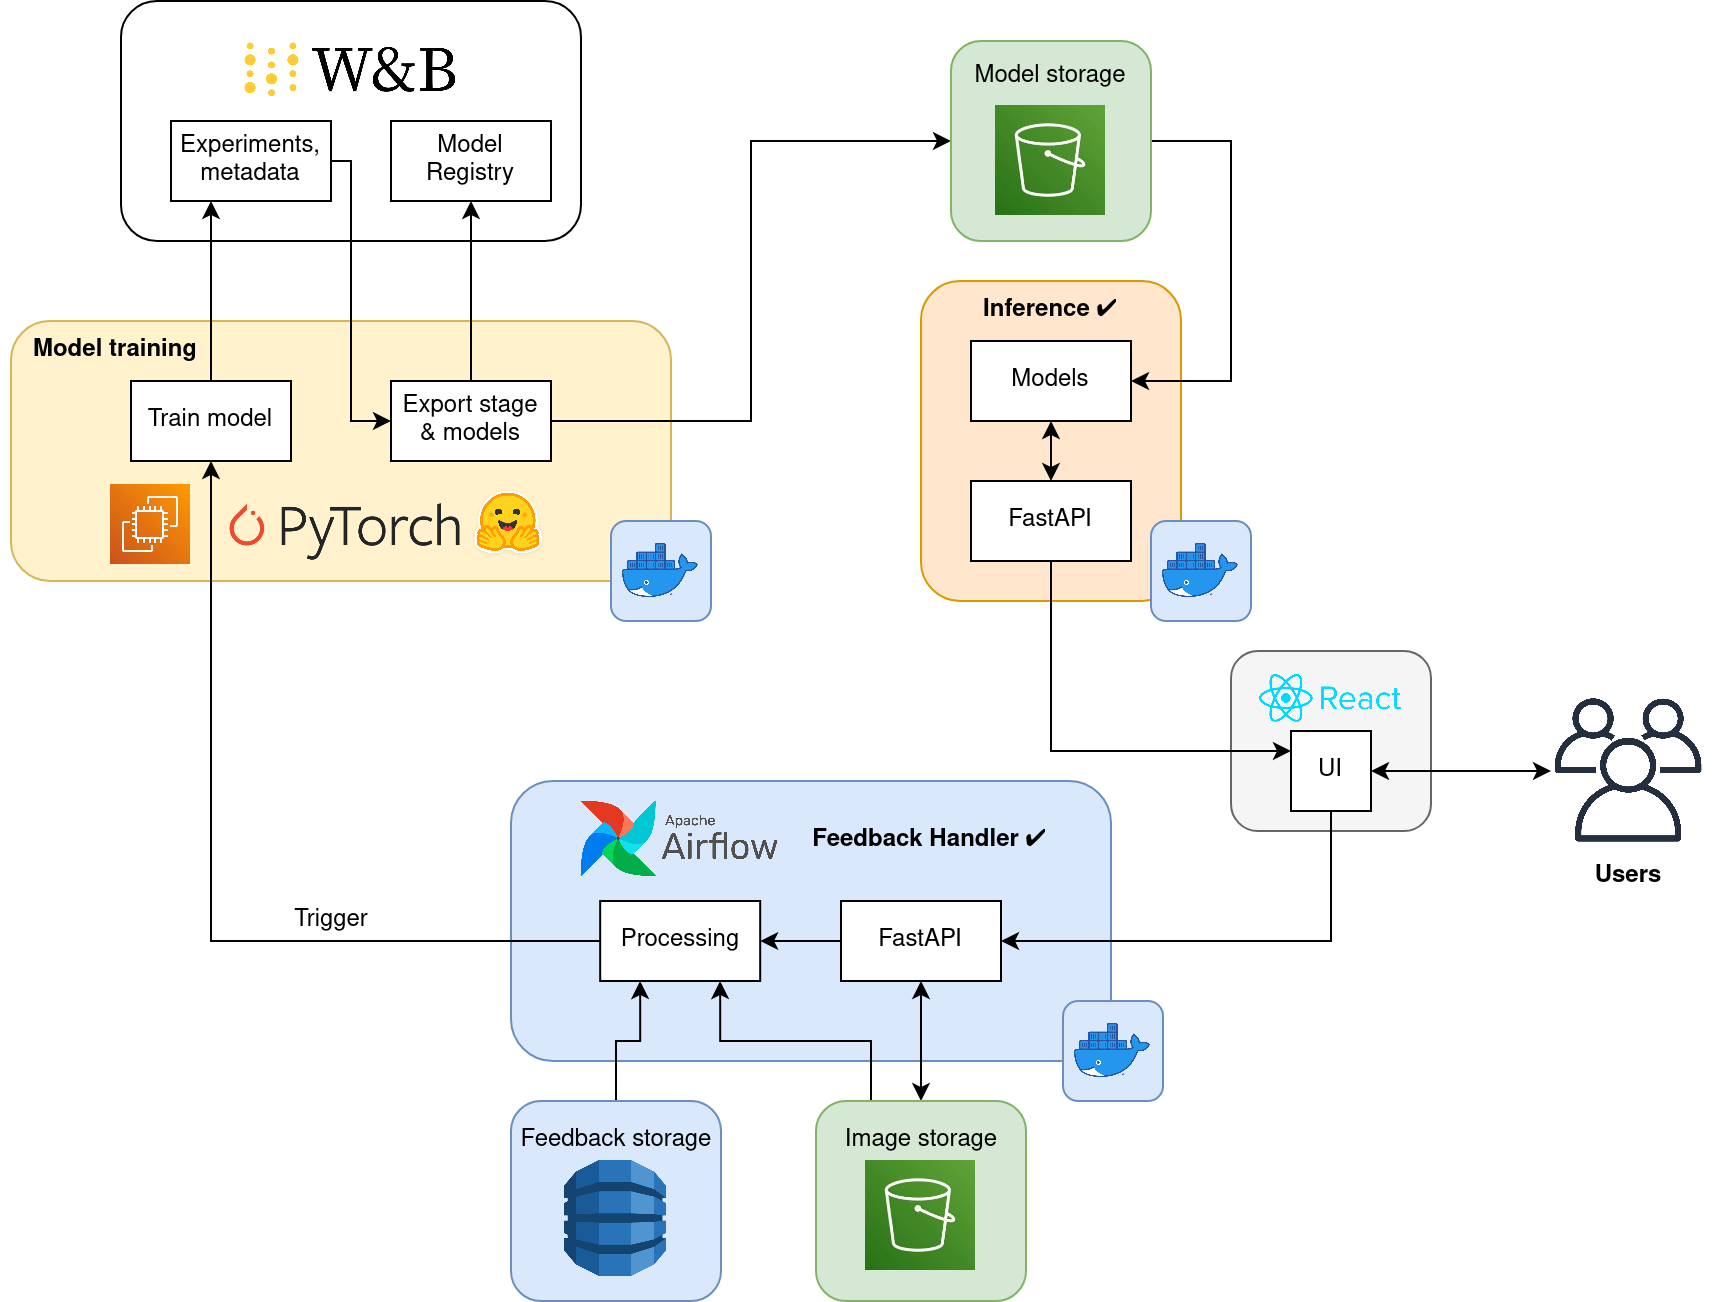 W&B
Experiments,
metadata
Model
Registry
Model storage
Model training
Train model
Export stage
& models
PyTorch
Inference ✔
Models
FastAPI
React
UI
Users
Apache
Airflow
Feedback Handler ✔
Trigger
Processing
FastAPI
Feedback storage
Image storage